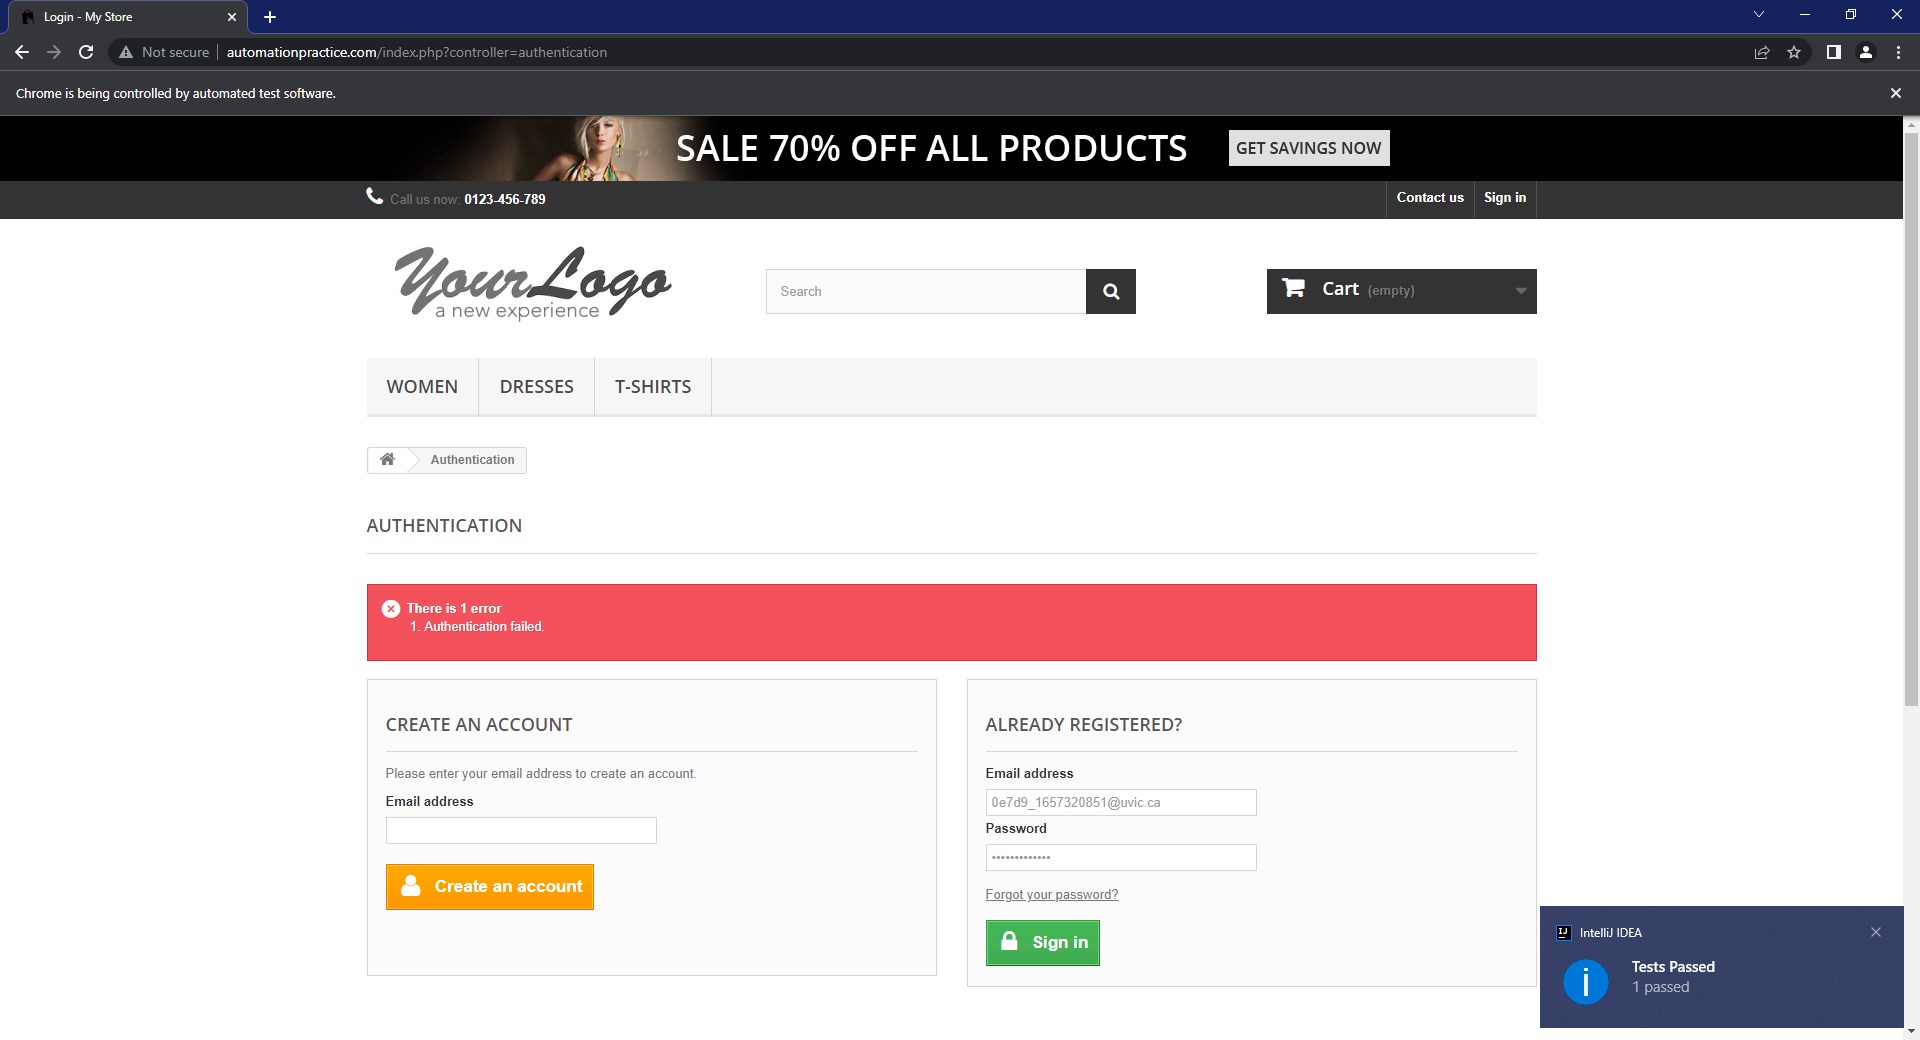 Login - My Store
Not secure
automationpractice.com/index.php?controller=authentication
Chrome is being controlled by automated test software.
SALE 70% OFF ALL PRODUCTS
GET SAVINGS NOW
Call us now: 0123-456-789
Contact us
Sign in
Your Logo
a new experience
Search
Cart (empty)
WOMEN
DRESSES
T-SHIRTS
Authentication
AUTHENTICATION
There is 1 error
1. Authentication failed.
CREATE AN ACCOUNT
Please enter your email address to create an account.
Email address
Create an account
ALREADY REGISTERED?
Email address
0e7d9_1657320851@uvic.ca
Password
•••••••••••••
Forgot your password?
Sign in
IJ
IntelliJ IDEA
Tests Passed
1 passed